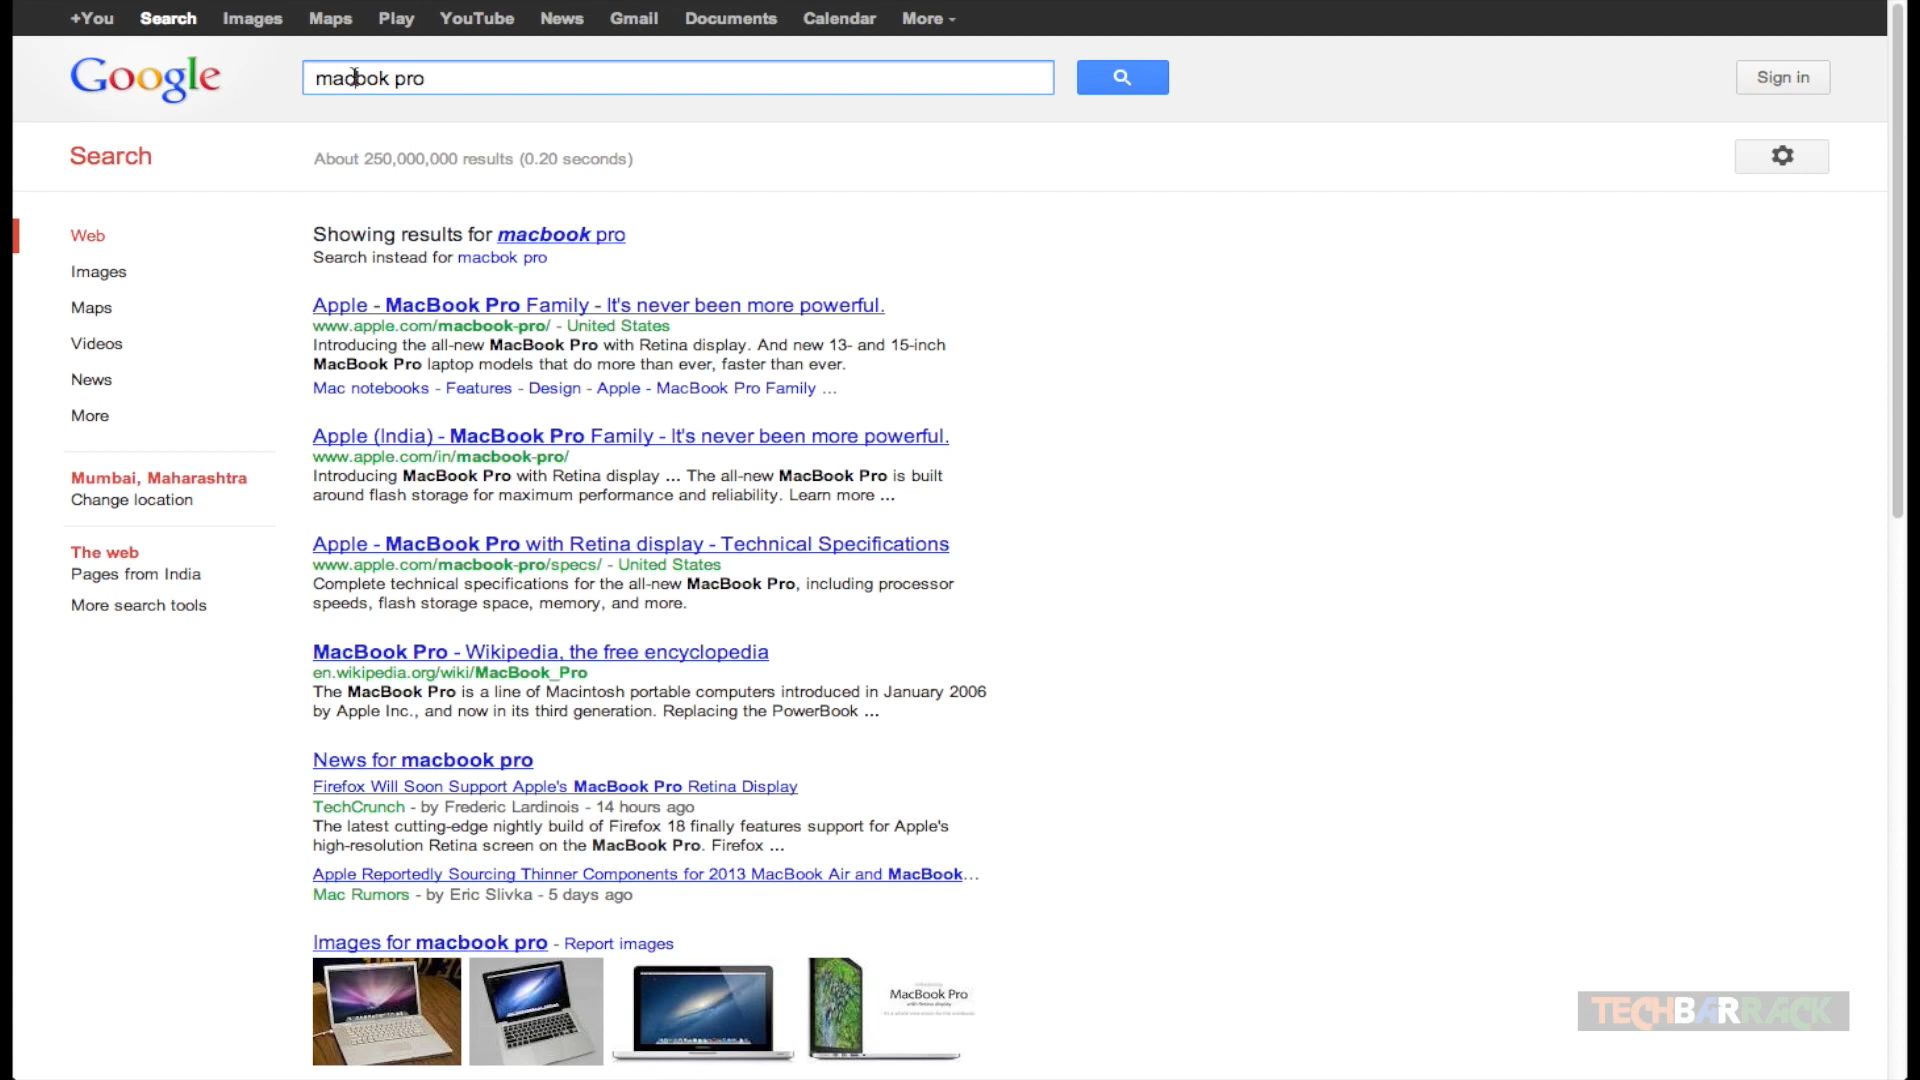 +You Search Images Maps Play YouTube News Gmail Documents Calendar More
Google
macbok pro
Sign in
Search
About 250,000,000 results (0.20 seconds)
Web
Images
Maps
Videos
News
More
Mumbai, Maharashtra
Change location
The web
Pages from India
More search tools
Showing results for macbook pro
Search instead for macbok pro
Apple - MacBook Pro Family - It's never been more powerful.
www.apple.com/macbook-pro/ - United States
Introducing the all-new MacBook Pro with Retina display. And new 13- and 15-inch
MacBook Pro laptop models that do more than ever, faster than ever.
Mac notebooks - Features - Design - Apple - MacBook Pro Family ...
Apple (India) - MacBook Pro Family - It's never been more powerful.
www.apple.com/in/macbook-pro/
Introducing MacBook Pro with Retina display ... The all-new MacBook Pro is built
around flash storage for maximum performance and reliability. Learn more ...
Apple - MacBook Pro with Retina display - Technical Specifications
www.apple.com/macbook-pro/specs/ - United States
Complete technical specifications for the all-new MacBook Pro, including processor
speeds, flash storage space, memory, and more.
MacBook Pro - Wikipedia, the free encyclopedia
en.wikipedia.org/wiki/MacBook_Pro
The MacBook Pro is a line of Macintosh portable computers introduced in January 2006
by Apple Inc., and now in its third generation. Replacing the PowerBook ...
News for macbook pro
Firefox Will Soon Support Apple's MacBook Pro Retina Display
TechCrunch - by Frederic Lardinois - 14 hours ago
The latest cutting-edge nightly build of Firefox 18 finally features support for Apple's
high-resolution Retina screen on the MacBook Pro. Firefox ...
Apple Reportedly Sourcing Thinner Components for 2013 MacBook Air and MacBook...
Mac Rumors - by Eric Slivka - 5 days ago
Images for macbook pro - Report images
MacBook Pro
with Retina display
TECHBARRACK